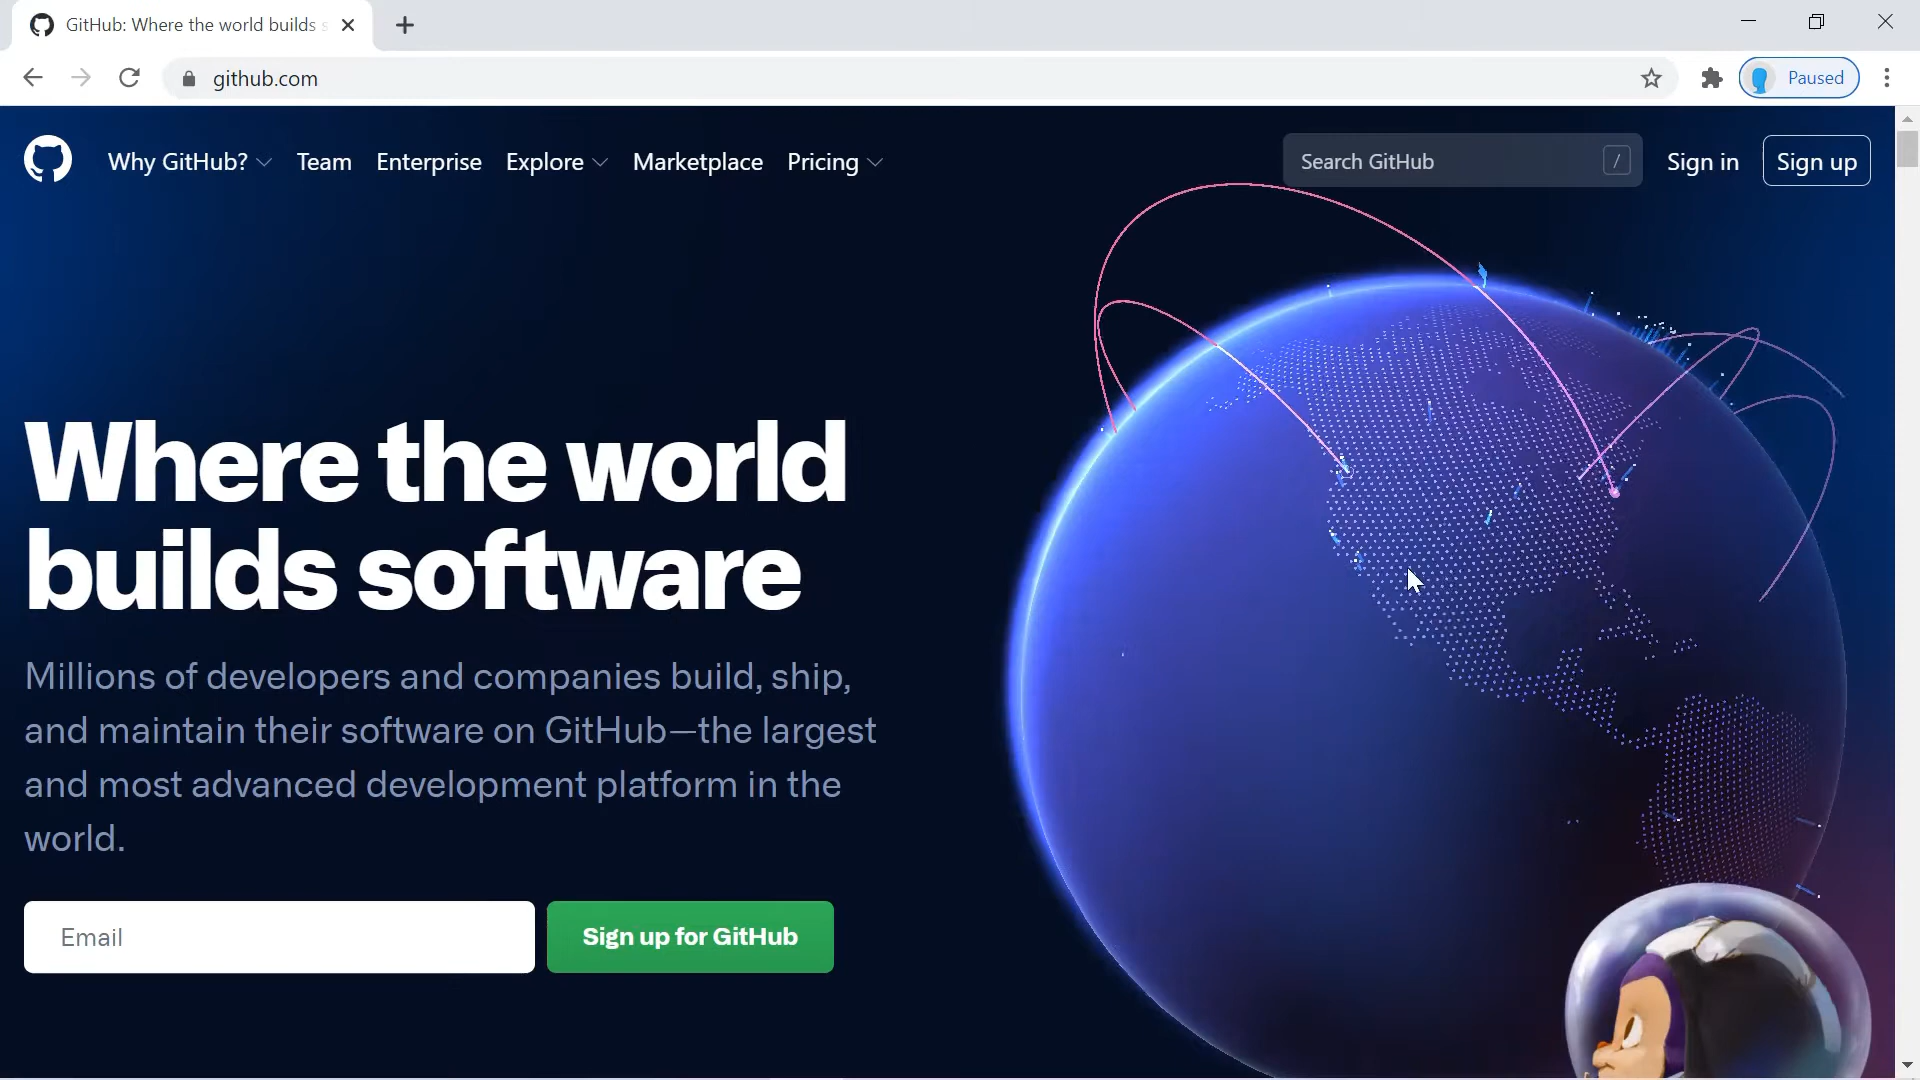 GitHub: Where the world builds s
github.com
Paused
Why GitHub? Team Enterprise Explore Marketplace Pricing
Search GitHub /
Sign in
Sign up
Where the world
builds software
Millions of developers and companies build, ship,
and maintain their software on GitHub—the largest
and most advanced development platform in the
world.
Email
Sign up for GitHub